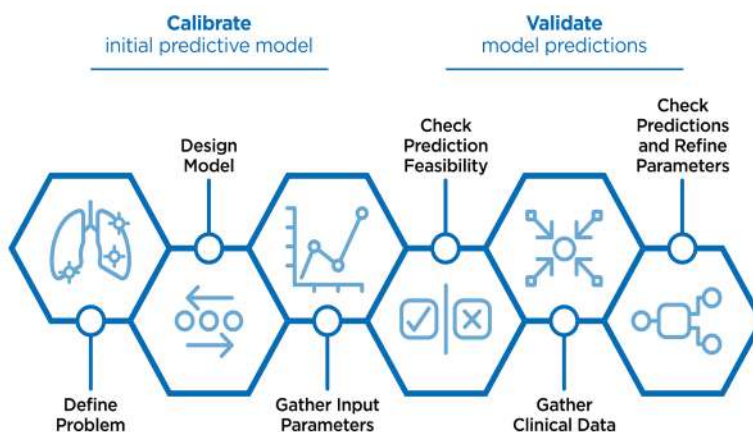 Calibrate
initial predictive model
Validate
model predictions
Design
Model
Check
Prediction
Feasibility
Check
Predictions
and Refine
Parameters
Define
Problem
Gather Input
Parameters
Gather
Clinical Data